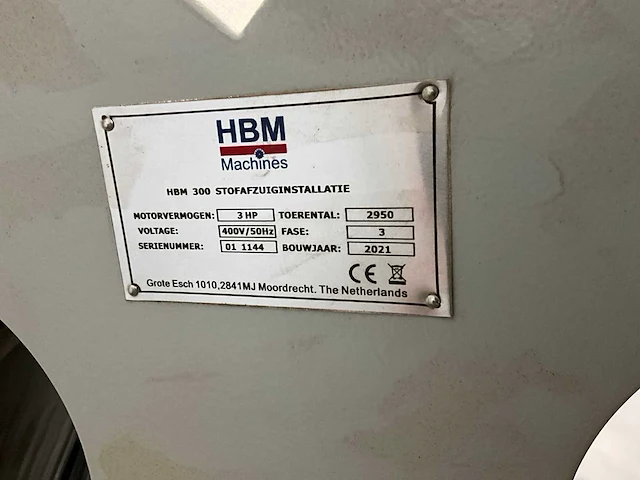 HBM
Machines
HBM 300 STOFAFZUIGINSTALLATIE
MOTORVERMOGEN: 3 HP TOERENTAL: 2950
VOLTAGE: 400V/50Hz FASE: 3
SERIENUMMER: 01 1144 BOUWJAAR: 2021
CE
Grote Esch 1010,2841MJ Moordrecht. The Netherlands